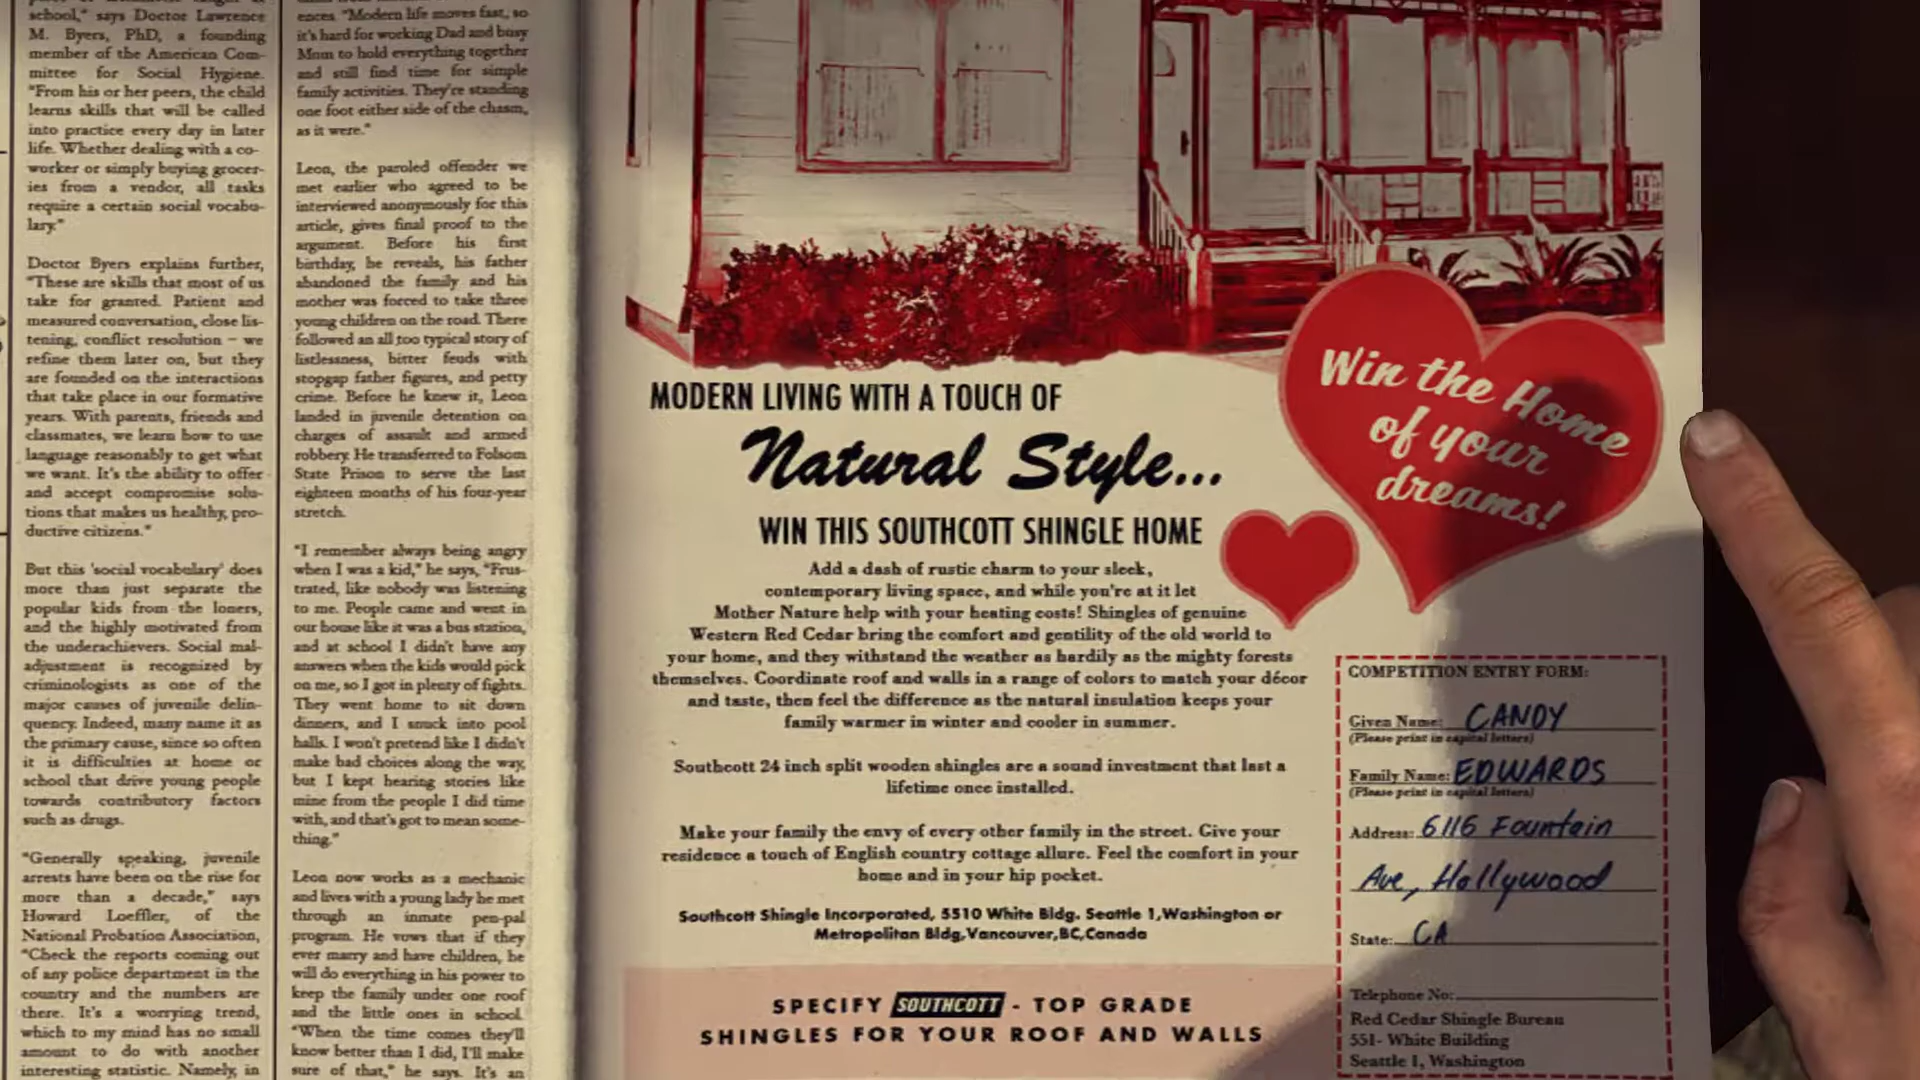 school," says Doctor Lawrence
M. Byers, PhD, a founding
member of the American Com-
mittee for Social Hygiene.
"From his or her peers, the child
learns skills that will be called
into practice every day in later
life. Whether dealing with a co-
worker or simply buying grocer-
ies from a vendor, all tasks
require a certain social vocabu-
lary."
Doctor Byers explains further,
"These are skills that most of us
take for granted. Patient and
measured conversation, close lis-
tening, conflict resolution – we
refine them later on, but they
are founded on the interactions
that take place in our formative
years. With parents, friends and
classmates, we learn how to use
language reasonably to get what
we want. It's the ability to offer
and accept compromise solu-
tions that makes us healthy, pro-
ductive citizens."
But this 'social vocabulary' does
more than just separate the
popular kids from the loners,
and the highly motivated from
the underachievers. Social mal-
adjustment is recognized by
criminologists as one of the
major causes of juvenile delin-
quency. Indeed, many name it as
the primary cause, since so often
it is difficulties at home or
school that drive young people
towards contributory factors
such as drugs.
"Generally speaking, juvenile
arrests have been on the rise for
more than a decade," says
Howard Loeffler, of the
National Probation Association,
"Check the reports coming out
of any police department in the
country and the numbers are
there. It's a worrying trend,
which to my mind has no small
amount to do with another
interesting statistic. Namely, in
ences. "Modern life moves fast, so
it's hard for working Dad and busy
Mom to hold everything together
and still find time for simple
family activities. They're standing
one foot either side of the chasm,
as it were."
Leon, the paroled offender we
met earlier who agreed to be
interviewed anonymously for this
article, gives final proof to the
argument. Before his first
birthday, he reveals, his father
abandoned the family and his
mother was forced to take three
young children on the road. There
followed an all too typical story of
listlessness, bitter feuds with
stopgap father figures, and petty
crime. Before he knew it, Leon
landed in juvenile detention on
charges of assault and armed
robbery. He transferred to Folsom
State Prison to serve the last
eighteen months of his four-year
stretch.
"I remember always being angry
when I was a kid," he says, "Frus-
trated, like nobody was listening
to me. People came and went in
our house like it was a bus station,
and at school I didn't have any
answers when the kids would pick
on me, so I got in plenty of fights.
They went home to sit down
dinners, and I snuck into pool
halls. I won't pretend like I didn't
make bad choices along the way,
but I kept hearing stories like
mine from the people I did time
with, and that's got to mean some-
thing."
Leon now works as a mechanic
and lives with a young lady he met
through an inmate pen-pal
program. He vows that if they
ever marry and have children, he
will do everything in his power to
keep the family under one roof
and the little ones in school.
"When the time comes they'll
know better than I did, I'll make
sure of that," he says. It's an
Win the Home
of your
dreams!
MODERN LIVING WITH A TOUCH OF
Natural Style...
WIN THIS SOUTHCOTT SHINGLE HOME
Add a dash of rustic charm to your sleek,
contemporary living space, and while you're at it let
Mother Nature help with your heating costs! Shingles of genuine
Western Red Cedar bring the comfort and gentility of the old world to
your home, and they withstand the weather as hardily as the mighty forests
themselves. Coordinate roof and walls in a range of colors to match your décor
and taste, then feel the difference as the natural insulation keeps your
family warmer in winter and cooler in summer.
Southcott 24 inch split wooden shingles are a sound investment that last a
lifetime once installed.
Make your family the envy of every other family in the street. Give your
residence a touch of English country cottage allure. Feel the comfort in your
home and in your hip pocket.
Southcott Shingle Incorporated, 5510 White Bldg. Seattle 1,Washington or
Metropolitan Bldg,Vancouver,BC,Canada
SPECIFY SOUTHCOTT - TOP GRADE
SHINGLES FOR YOUR ROOF AND WALLS
COMPETITION ENTRY FORM:
Given Name: CANDY
(Please print in capital letters)
Family Name: EDWARDS
(Please print in capital letters)
Address: 6116 Fountain
Ave, Hollywood
State: CA
Telephone No:
Red Cedar Shingle Bureau
551- White Building
Seattle 1, Washington